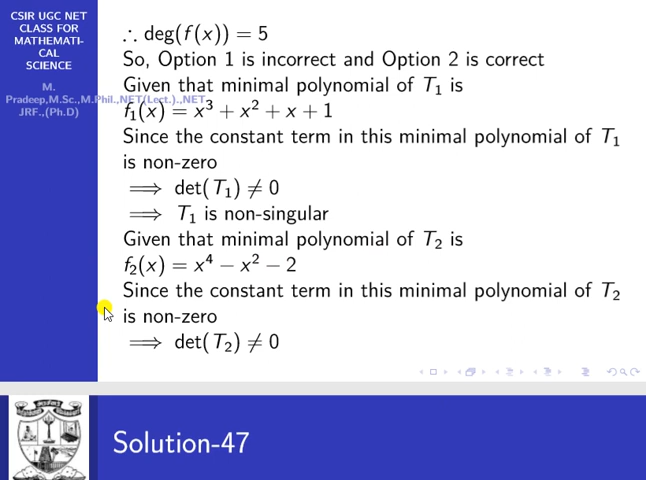 CSIR UGC NET
CLASS FOR
MATHEMATI-
CAL
SCIENCE
M.
Pradeep,M.Sc.,M.Phil.,NET(Lect.).,NET-
JRF.,(Ph.D)
∴ deg(f(x)) = 5
So, Option 1 is incorrect and Option 2 is correct
Given that minimal polynomial of T₁ is
f₁(x) = x³ + x² + x + 1
Since the constant term in this minimal polynomial of T₁
is non-zero
⟹ det(T₁) ≠ 0
⟹ T₁ is non-singular
Given that minimal polynomial of T₂ is
f₂(x) = x⁴ − x² − 2
Since the constant term in this minimal polynomial of T₂
is non-zero
⟹ det(T₂) ≠ 0
Solution-47